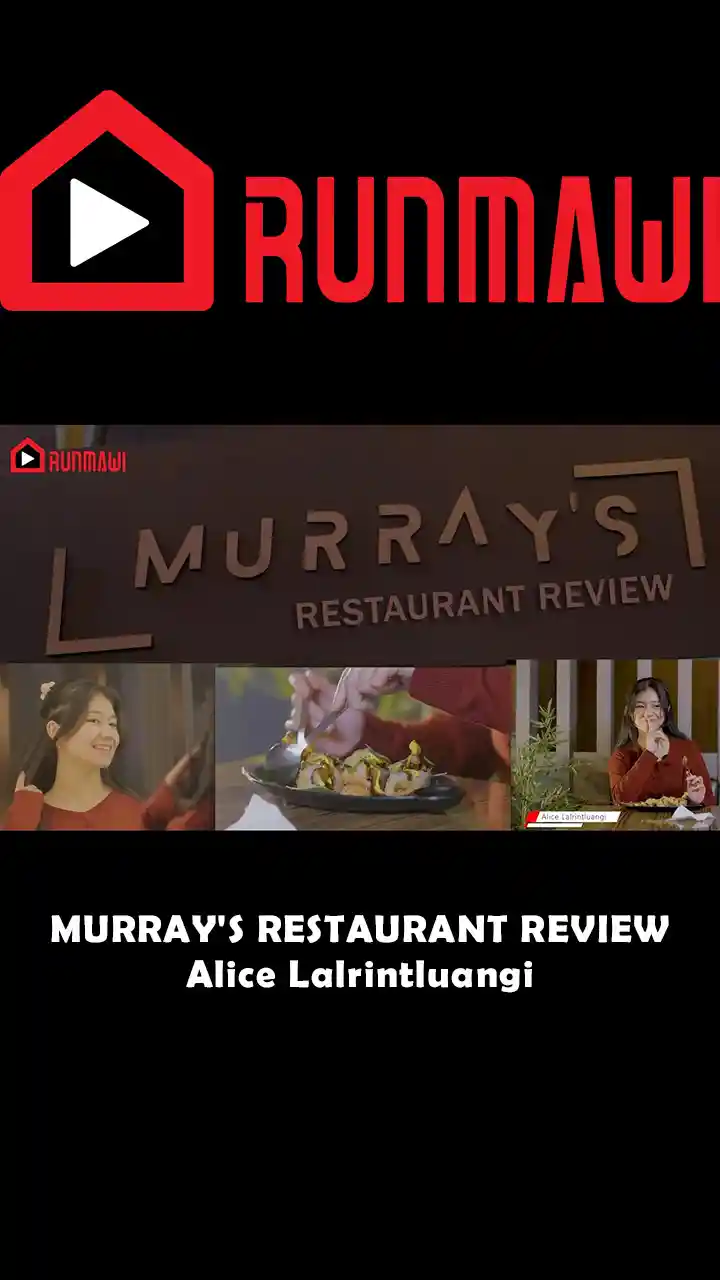 RUNMAWI
RUNMAWI
MURRAY'S
RESTAURANT REVIEW
Alice Lalrintluangi
MURRAY'S RESTAURANT REVIEW
Alice Lalrintluangi